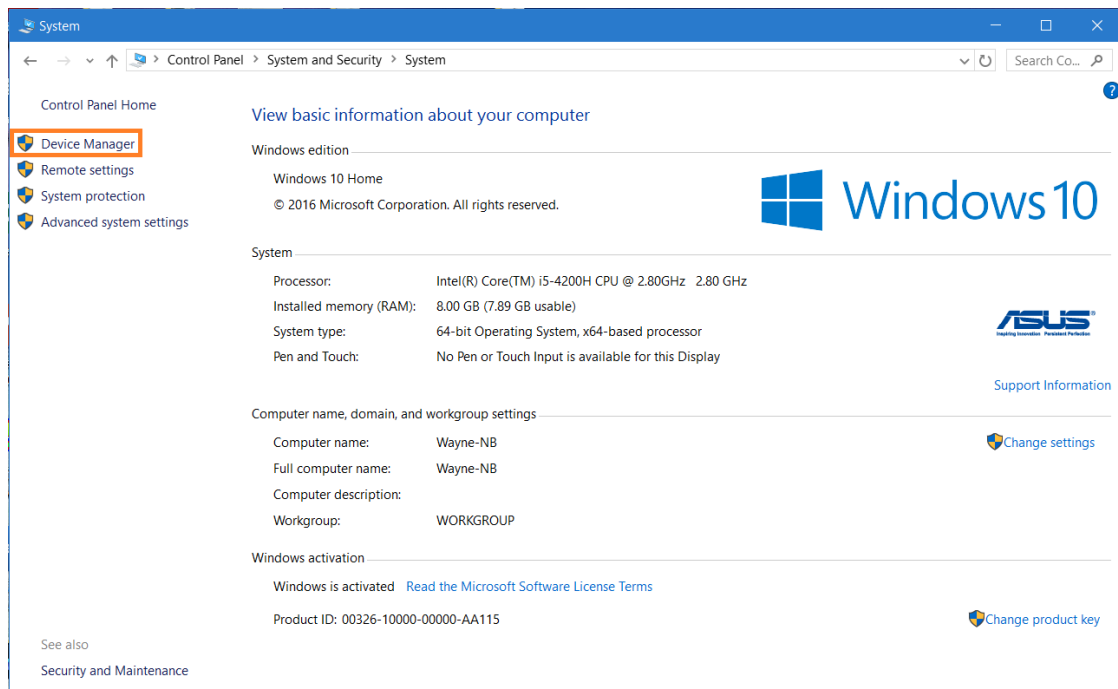 System
Control Panel > System and Security > System
Search Co...
?
Control Panel Home
Device Manager
Remote settings
System protection
Advanced system settings
View basic information about your computer
Windows edition
Windows 10 Home
© 2016 Microsoft Corporation. All rights reserved.
Windows 10
System
Processor: Intel(R) Core(TM) i5-4200H CPU @ 2.80GHz 2.80 GHz
Installed memory (RAM): 8.00 GB (7.89 GB usable)
System type: 64-bit Operating System, x64-based processor
Pen and Touch: No Pen or Touch Input is available for this Display
ASUS
Inspiring Innovation Persistent Perfection
Support Information
Computer name, domain, and workgroup settings
Computer name: Wayne-NB
Change settings
Full computer name: Wayne-NB
Computer description:
Workgroup: WORKGROUP
Windows activation
Windows is activated Read the Microsoft Software License Terms
Product ID: 00326-10000-00000-AA115
Change product key
See also
Security and Maintenance